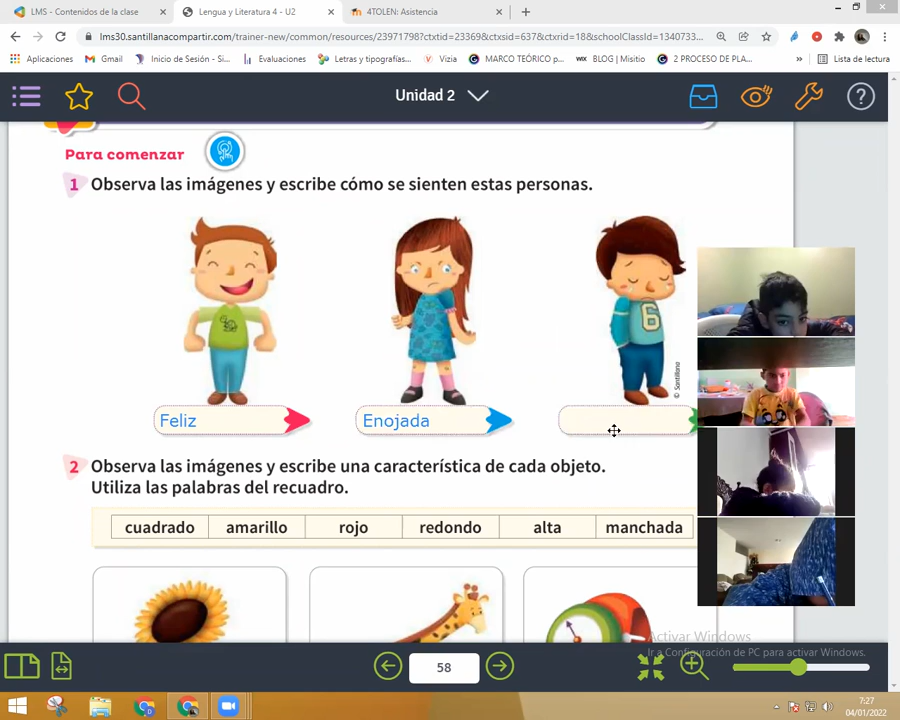 LMS - Contenidos de la clase
Lengua y Literatura 4 - U2
4TOLEN: Asistencia
lms30.santillanacompartir.com/trainer-new/common/resources/23971798?ctxtid=23369&ctxsid=637&ctxrid=18&schoolClassId=1340733...
Aplicaciones
Gmail
Inicio de Sesión - Si...
Evaluaciones
Letras y tipografías...
Vizia
MARCO TEÓRICO p...
WIX
BLOG | Misitio
2 PROCESO DE PLA...
»
Lista de lectura
Unidad 2
Para comenzar
1 Observa las imágenes y escribe cómo se sienten estas personas.
6
© Santillana
Feliz
Enojada
2 Observa las imágenes y escribe una característica de cada objeto.
Utiliza las palabras del recuadro.
cuadrado amarillo rojo redondo alta manchada
Activar Windows
Ir a Configuración de PC para activar Windows.
58
7:27
04/01/2022